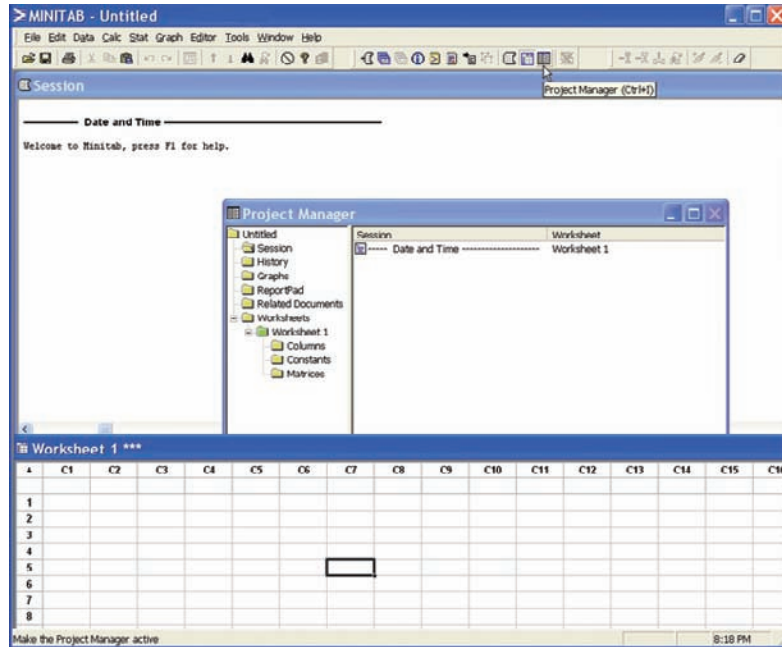 MINITAB - Untitled
File Edit Data Calc Stat Graph Editor Tools Window Help
Project Manager (Ctrl+I)
Session
Date and Time
Welcome to Minitab, press F1 for help.
Project Manager
Untitled
Session
History
Graphs
ReportPad
Related Documents
Worksheets
Worksheet 1
Columns
Constants
Matrices
Session Worksheet
----- Date and Time -------------------- Worksheet 1
Worksheet 1 ***
C1 C2 C3 C4 C5 C6 C7 C8 C9 C10 C11 C12 C13 C14 C15
1
2
3
4
5
6
7
8
Make the Project Manager active 8:18 PM